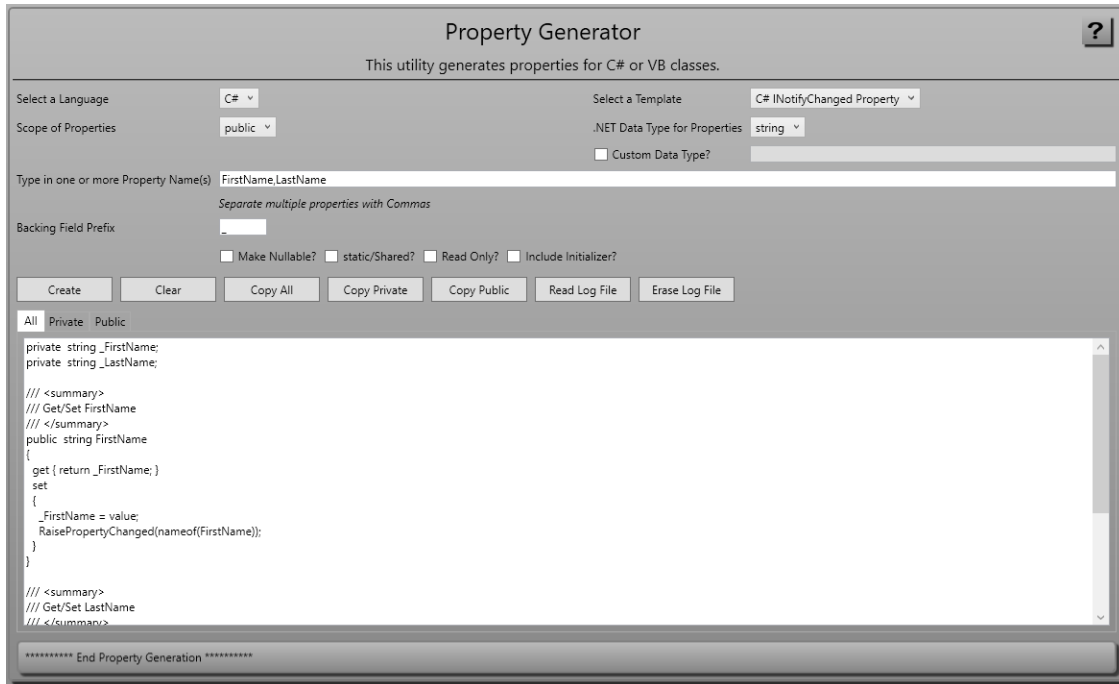 Property Generator
?
This utility generates properties for C# or VB classes.
Select a Language C# Select a Template C# INotifyChanged Property
Scope of Properties public .NET Data Type for Properties string
Custom Data Type?
Type in one or more Property Name(s) FirstName,LastName
Separate multiple properties with Commas
Backing Field Prefix _
Make Nullable? static/Shared? Read Only? Include Initializer?
Create Clear Copy All Copy Private Copy Public Read Log File Erase Log File
All Private Public
private  string _FirstName;
private  string _LastName;
/// <summary>
/// Get/Set FirstName
/// </summary>
public  string FirstName
{
get { return _FirstName; }
set
{
_FirstName = value;
RaisePropertyChanged(nameof(FirstName));
}
}
/// <summary>
/// Get/Set LastName
/// </summary>
********** End Property Generation **********